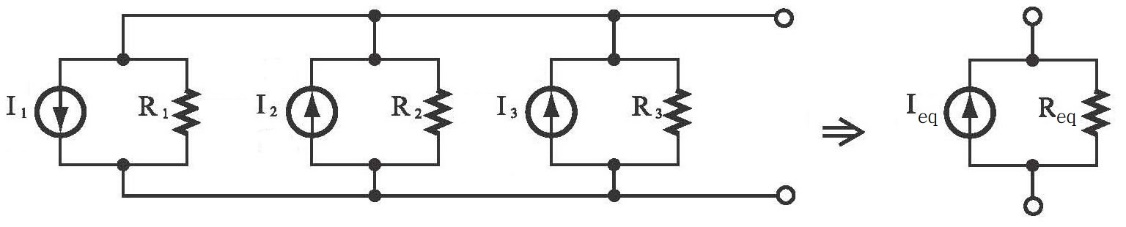 I1 R1 I2 R2 I3 R3 ⇒ Ieq Req